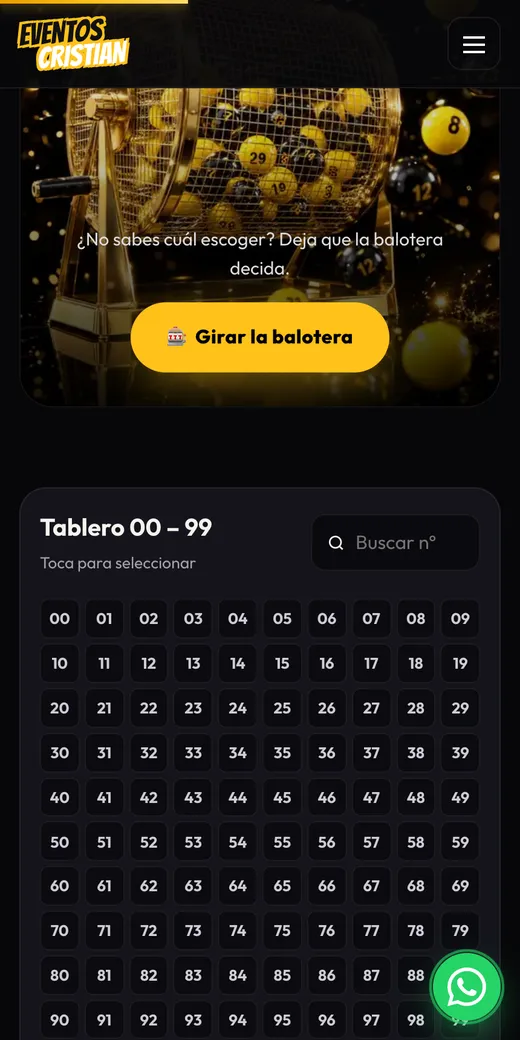 EVENTOS
CRISTIAN
8
29
12
19
12
¿No sabes cuál escoger? Deja que la balotera
decida.
🎰 Girar la balotera
Tablero 00 – 99
Buscar n°
Toca para seleccionar
00 01 02 03 04 05 06 07 08 09
10 11 12 13 14 15 16 17 18 19
20 21 22 23 24 25 26 27 28 29
30 31 32 33 34 35 36 37 38 39
40 41 42 43 44 45 46 47 48 49
50 51 52 53 54 55 56 57 58 59
60 61 62 63 64 65 66 67 68 69
70 71 72 73 74 75 76 77 78 79
80 81 82 83 84 85 86 87 88
90 91 92 93 94 95 96 97 98 99